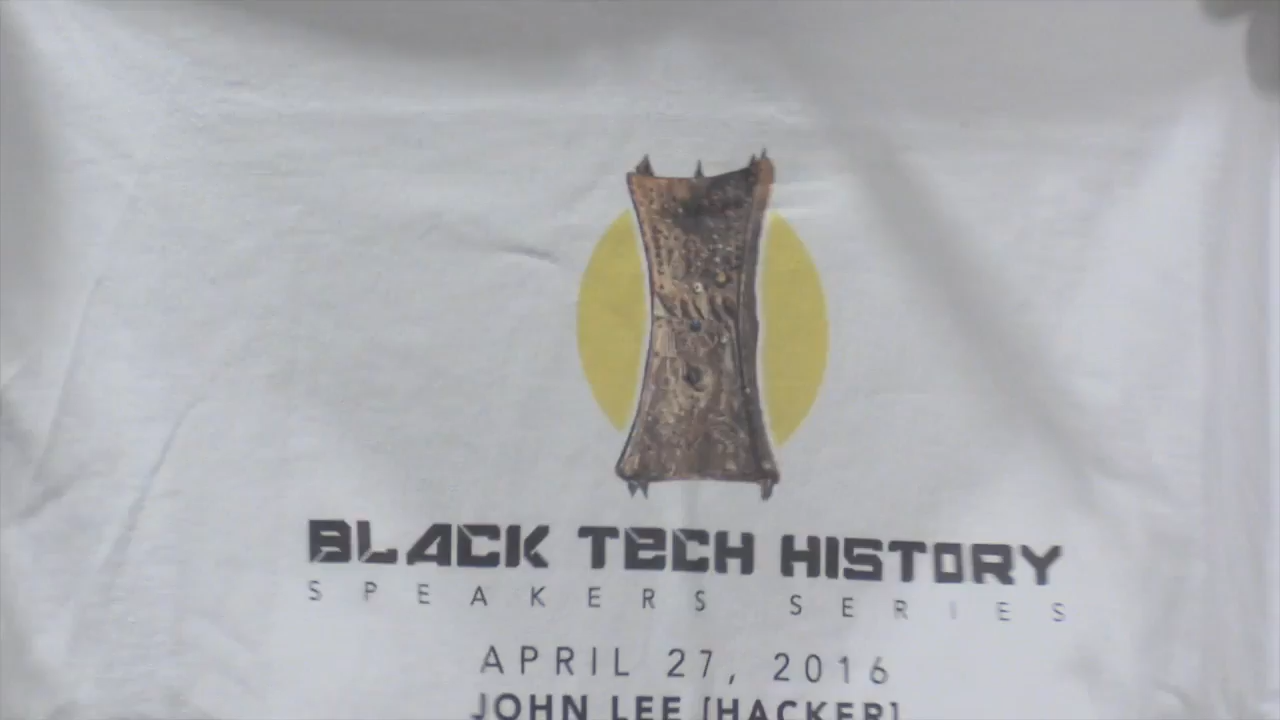 BLACK TECH HISTORY
SPEAKERS SERIES
APRIL 27, 2016
JOHN LEE [HACKER]